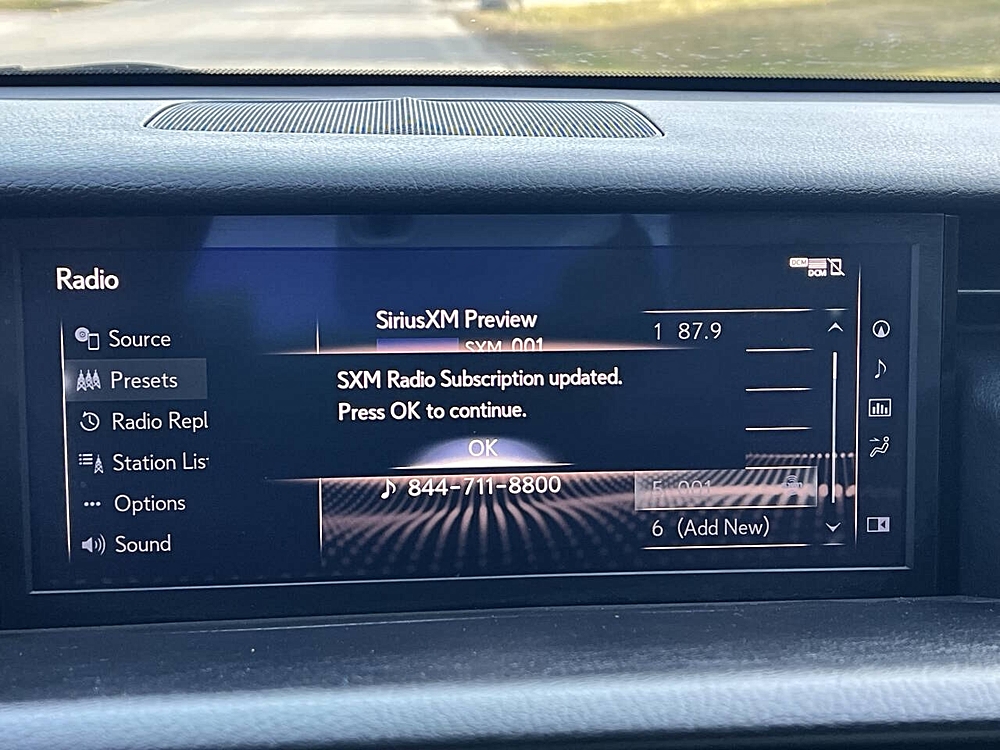 Radio
DCM
DCM
Source
Presets
Radio Repl
Station Lis
Options
Sound
SiriusXM Preview
SXM 001
SXM Radio Subscription updated.
Press OK to continue.
OK
844-711-8800
1 87.9
5 001
6 (Add New)